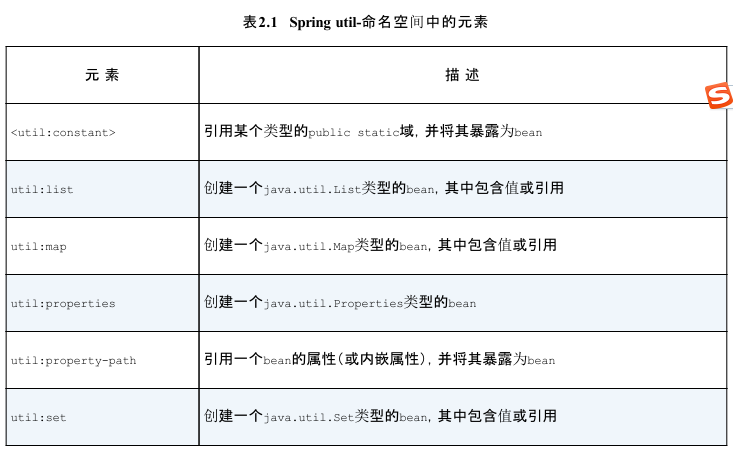 表2.1 Spring util-命名空间中的元素
元 素 描 述
<util:constant> 引用某个类型的public static域, 并将其暴露为bean
util:list 创建一个java.util.List类型的bean, 其中包含值或引用
util:map 创建一个java.util.Map类型的bean, 其中包含值或引用
util:properties 创建一个java.util.Properties类型的bean
util:property-path 引用一个bean的属性(或内嵌属性), 并将其暴露为bean
util:set 创建一个java.util.Set类型的bean, 其中包含值或引用